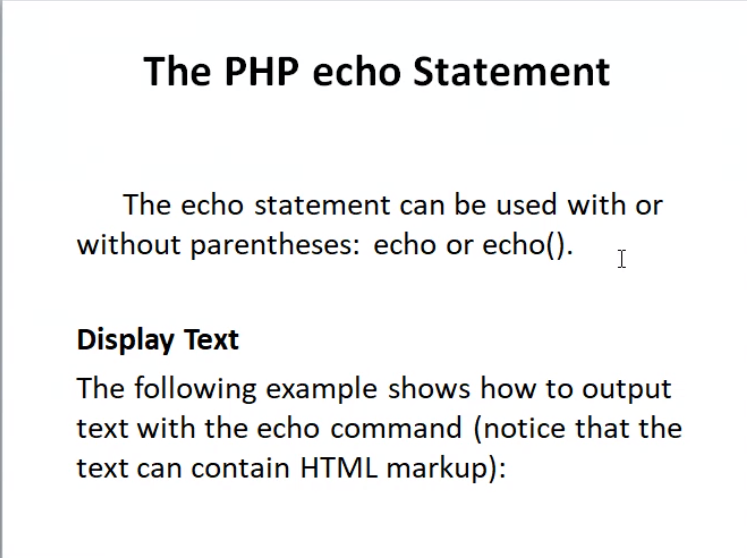 The PHP echo Statement
The echo statement can be used with or
without parentheses: echo or echo().
Display Text
The following example shows how to output
text with the echo command (notice that the
text can contain HTML markup):